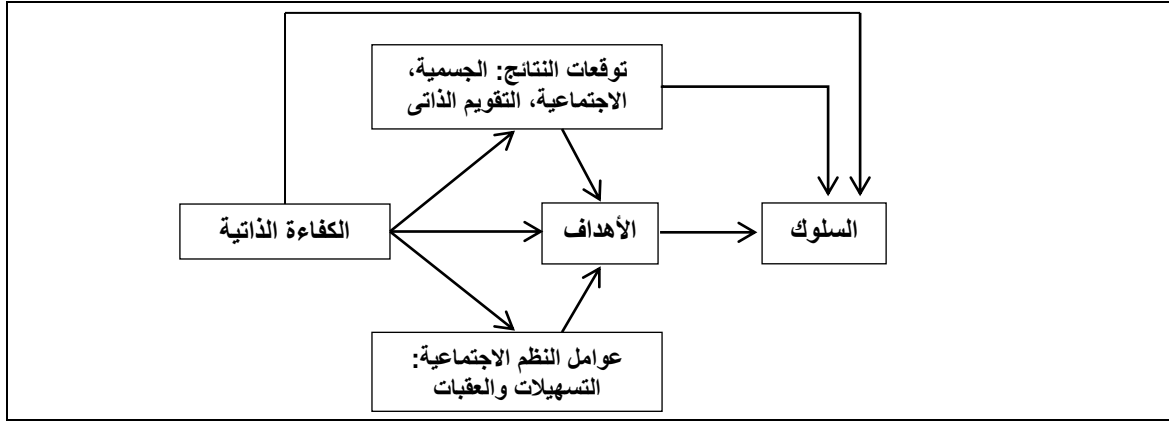 توقعات النتائج: الجسمية،
الاجتماعية، التقويم الذاتى
الكفاءة الذاتية
الأهداف
السلوك
عوامل النظم الاجتماعية:
التسهيلات والعقبات